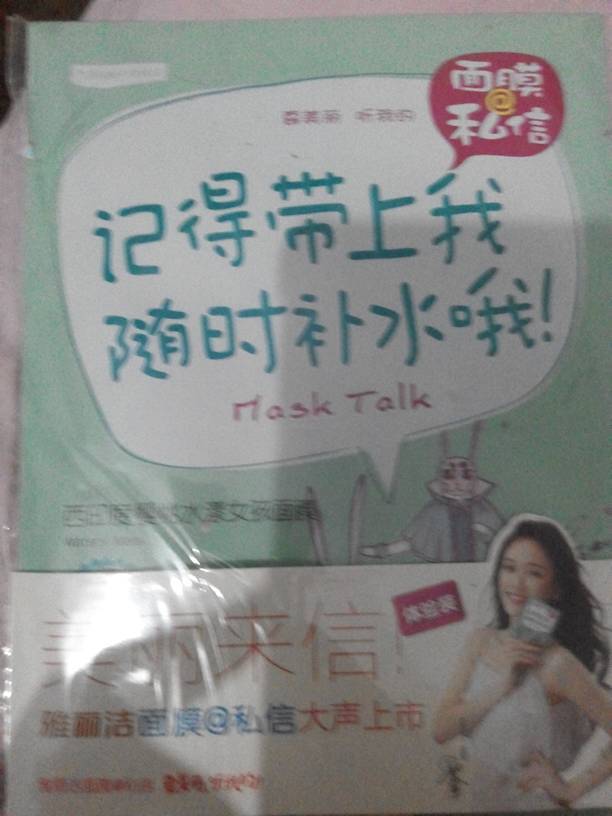 面膜
@
私信
要美丽 听我的
记得带上我
随时补水哦!
Mask Talk
体验装
美丽来信!
雅丽洁面膜@私信大声上市